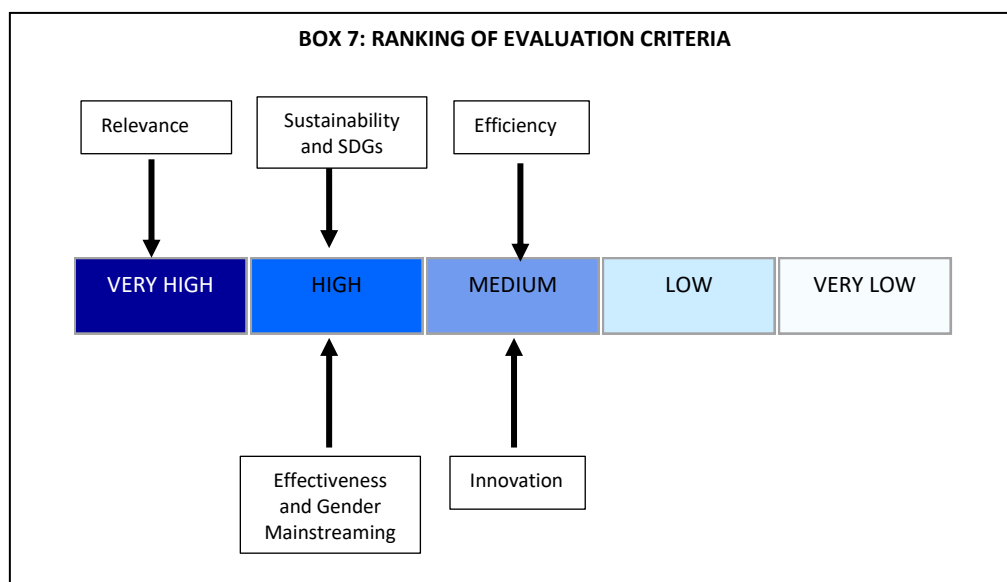 BOX 7: RANKING OF EVALUATION CRITERIA
Relevance
Sustainability
and SDGs
Efficiency
VERY HIGH
HIGH
MEDIUM
LOW
VERY LOW
Effectiveness
and Gender
Mainstreaming
Innovation